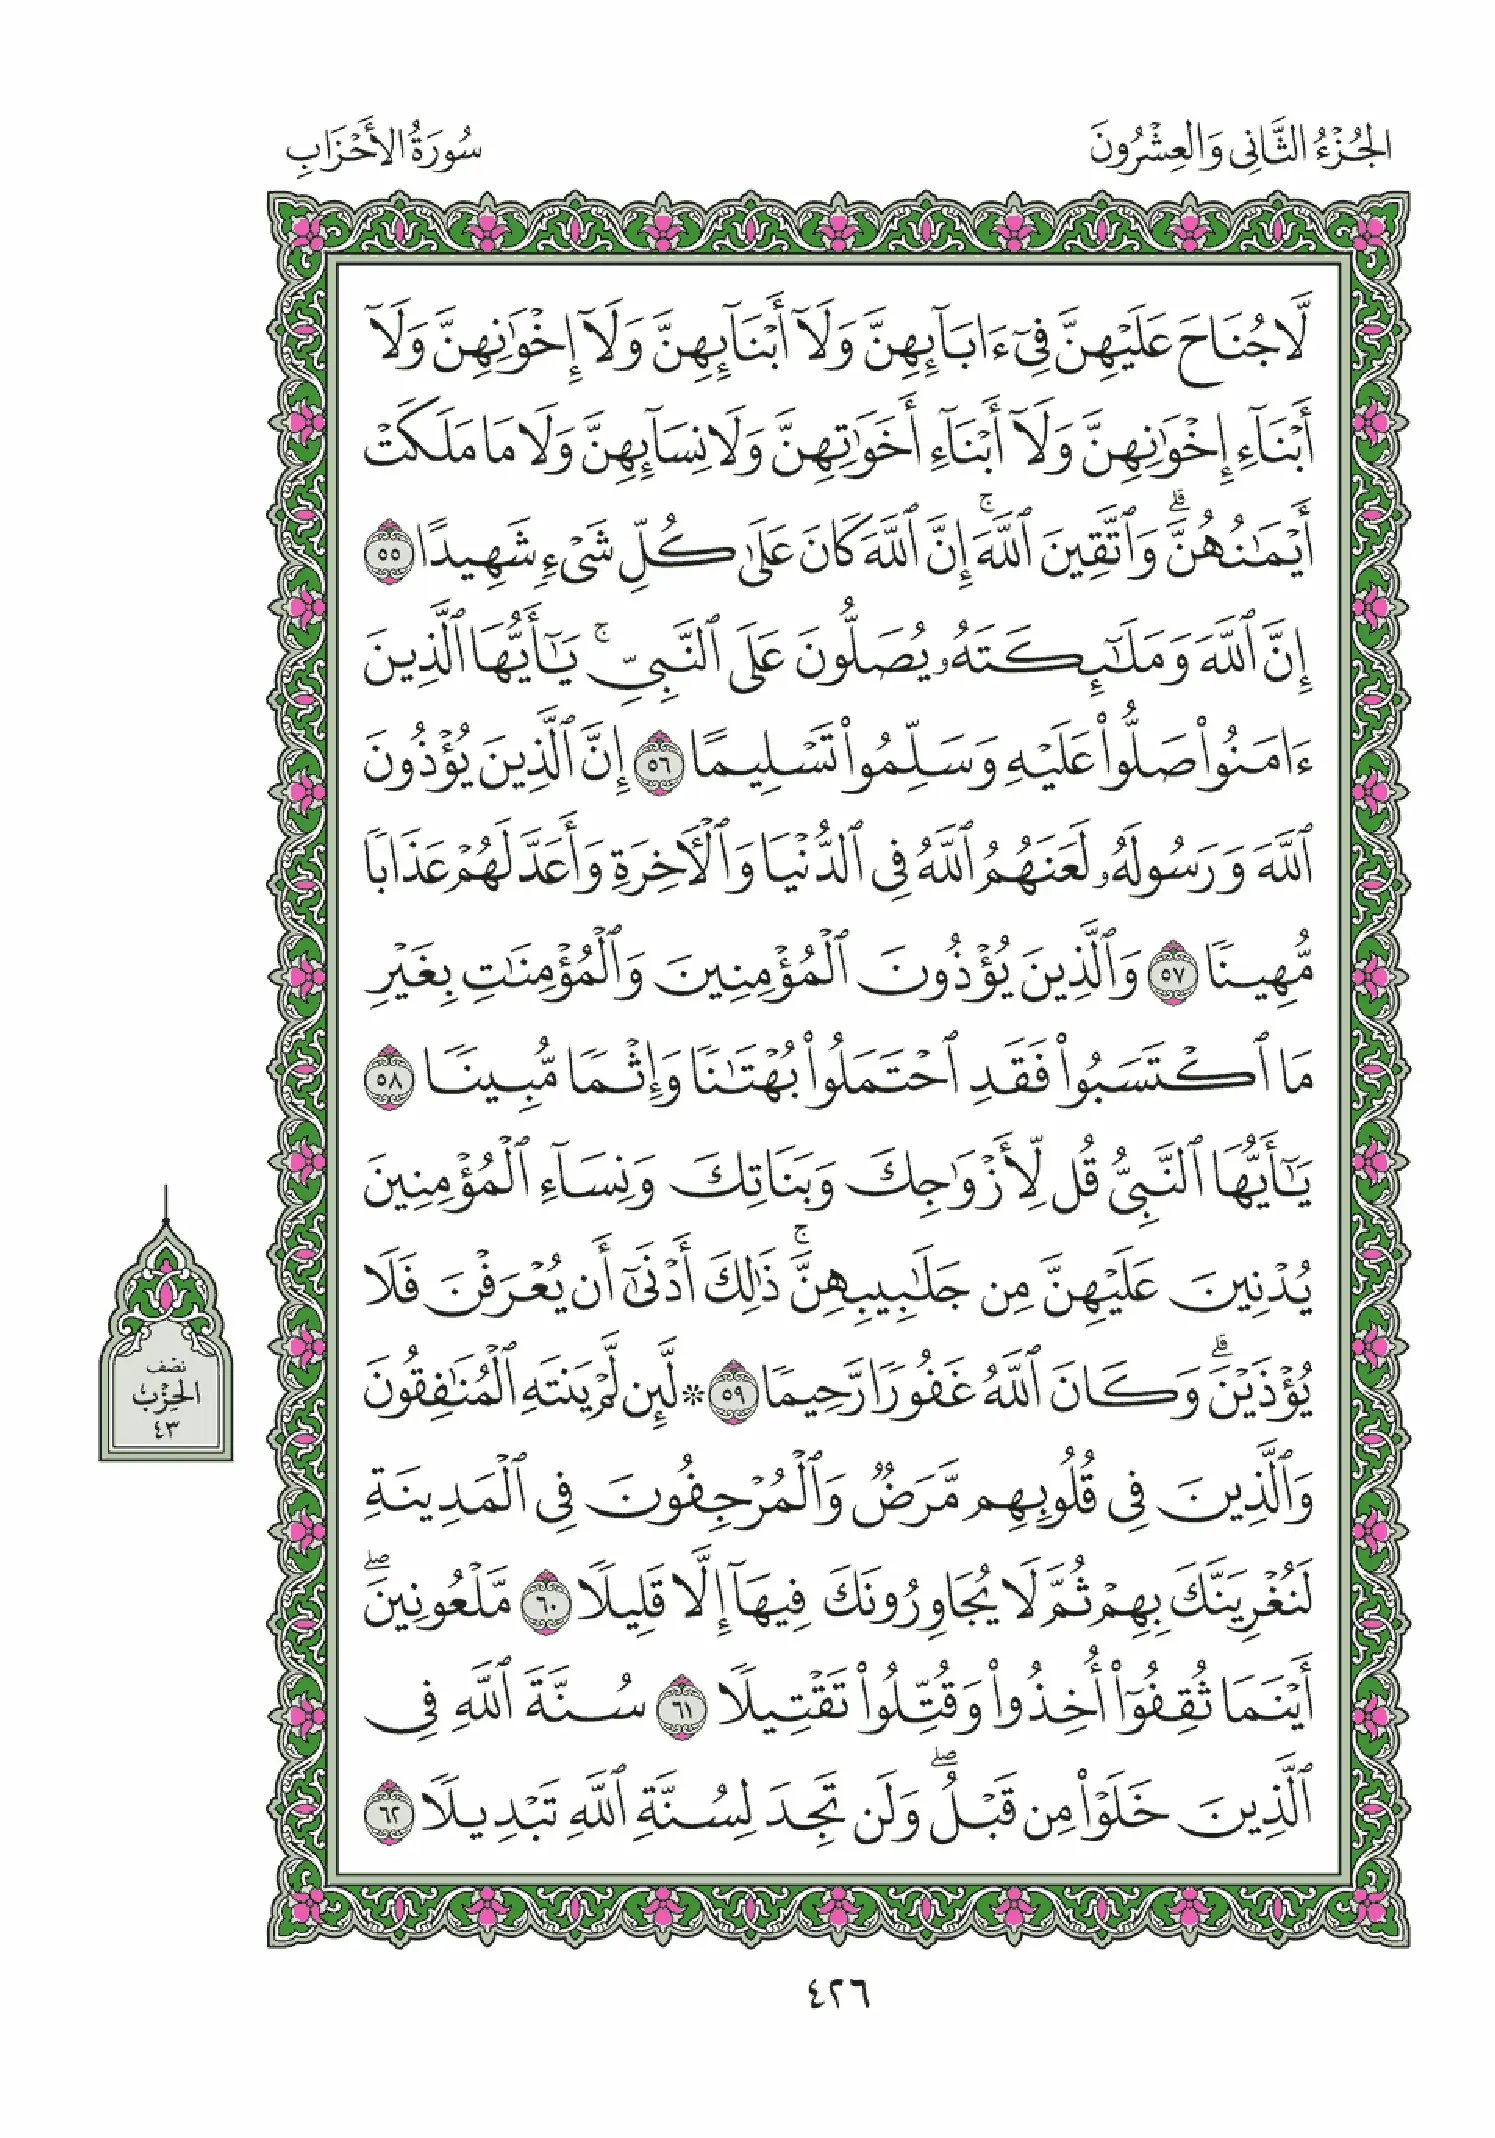 الجُزْءُ الثَّانِي وَالعِشْرُونَ
سُورَةُ الأَحْزَابِ
لَّا جُنَاحَ عَلَيْهِنَّ فِىٓ ءَابَآئِهِنَّ وَلَآ أَبْنَآئِهِنَّ وَلَآ إِخْوَٰنِهِنَّ وَلَآ
أَبْنَآءِ إِخْوَٰنِهِنَّ وَلَآ أَبْنَآءِ أَخَوَٰتِهِنَّ وَلَا نِسَآئِهِنَّ وَلَا مَا مَلَكَتْ
أَيْمَـٰنُهُنَّ ۗ وَٱتَّقِينَ ٱللَّهَ ۚ إِنَّ ٱللَّهَ كَانَ عَلَىٰ كُلِّ شَىْءٍ شَهِيدًا ٥٥
إِنَّ ٱللَّهَ وَمَلَـٰٓئِكَتَهُۥ يُصَلُّونَ عَلَى ٱلنَّبِىِّ ۚ يَـٰٓأَيُّهَا ٱلَّذِينَ
ءَامَنُوا۟ صَلُّوا۟ عَلَيْهِ وَسَلِّمُوا۟ تَسْلِيمًا ٥٦ إِنَّ ٱلَّذِينَ يُؤْذُونَ
ٱللَّهَ وَرَسُولَهُۥ لَعَنَهُمُ ٱللَّهُ فِى ٱلدُّنْيَا وَٱلْـَٔاخِرَةِ وَأَعَدَّ لَهُمْ عَذَابًا
مُّهِينًا ٥٧ وَٱلَّذِينَ يُؤْذُونَ ٱلْمُؤْمِنِينَ وَٱلْمُؤْمِنَـٰتِ بِغَيْرِ
مَا ٱكْتَسَبُوا۟ فَقَدِ ٱحْتَمَلُوا۟ بُهْتَـٰنًا وَإِثْمًا مُّبِينًا ٥٨
يَـٰٓأَيُّهَا ٱلنَّبِىُّ قُل لِّأَزْوَٰجِكَ وَبَنَاتِكَ وَنِسَآءِ ٱلْمُؤْمِنِينَ
يُدْنِينَ عَلَيْهِنَّ مِن جَلَـٰبِيبِهِنَّ ۚ ذَٰلِكَ أَدْنَىٰٓ أَن يُعْرَفْنَ فَلَا
يُؤْذَيْنَ ۗ وَكَانَ ٱللَّهُ غَفُورًا رَّحِيمًا ٥٩ * لَّئِن لَّمْ يَنتَهِ ٱلْمُنَـٰفِقُونَ
وَٱلَّذِينَ فِى قُلُوبِهِم مَّرَضٌ وَٱلْمُرْجِفُونَ فِى ٱلْمَدِينَةِ
لَنُغْرِيَنَّكَ بِهِمْ ثُمَّ لَا يُجَاوِرُونَكَ فِيهَآ إِلَّا قَلِيلًا ٦٠ مَّلْعُونِينَ ۖ
أَيْنَمَا ثُقِفُوٓا۟ أُخِذُوا۟ وَقُتِّلُوا۟ تَقْتِيلًا ٦١ سُنَّةَ ٱللَّهِ فِى
ٱلَّذِينَ خَلَوْا۟ مِن قَبْلُ ۖ وَلَن تَجِدَ لِسُنَّةِ ٱللَّهِ تَبْدِيلًا ٦٢
نصف
الحِزْب
٤٣
٤٢٦